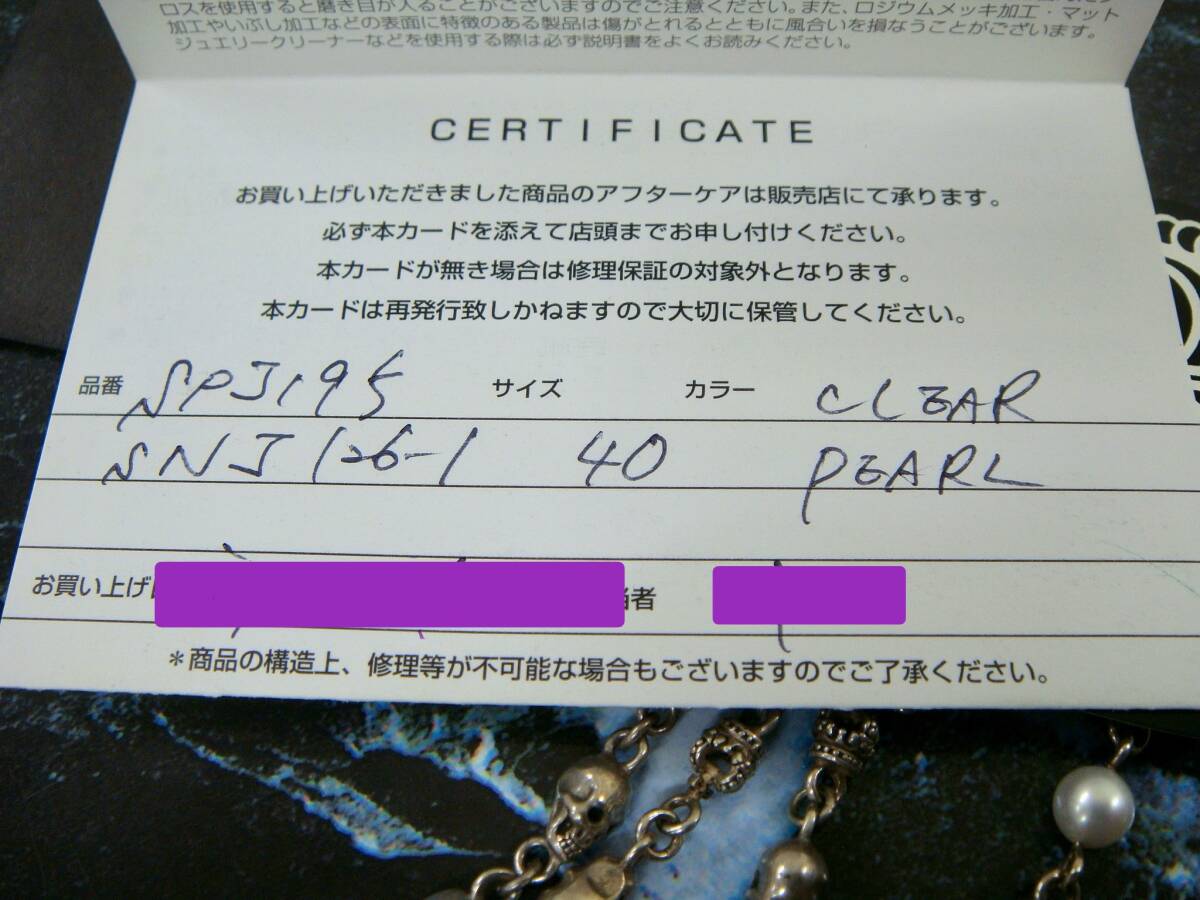 ロスを使用すると磨き目が入ることがございますのでご注意ください。また、ロジウムメッキ加工・マット
加工やいぶし加工などの表面に特徴のある製品は傷がとれるとともに風合いを損なうことがございます。
ジュエリークリーナーなどを使用する際は必ず説明書をよくお読みください。
CERTIFICATE
お買い上げいただきました商品のアフターケアは販売店にて承ります。
必ず本カードを添えて店頭までお申し付けください。
本カードが無き場合は修理保証の対象外となります。
本カードは再発行致しかねますので大切に保管してください。
品番 SPJ195 サイズ カラー CLEAR
SNJ126-1 40 PEARL
お買い上げ 当者
*商品の構造上、修理等が不可能な場合もございますのでご了承ください。